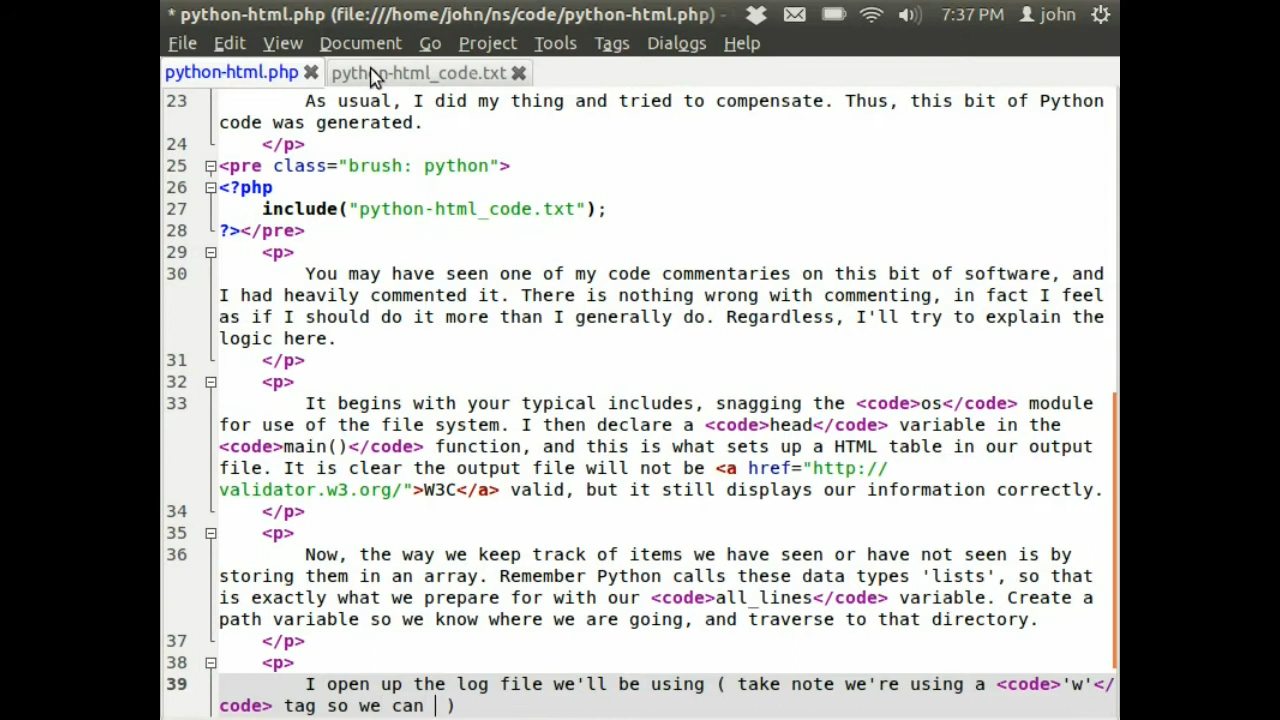 * python-html.php (file:///home/john/ns/code/python-html.php) - 7:37 PM john
File Edit View Document Go Project Tools Tags Dialogs Help
python-html.php python-html_code.txt
23 As usual, I did my thing and tried to compensate. Thus, this bit of Python
code was generated.
24 </p>
25 <pre class="brush: python">
26 <?php
27 include("python-html_code.txt");
28 ?></pre>
29 <p>
30 You may have seen one of my code commentaries on this bit of software, and
I had heavily commented it. There is nothing wrong with commenting, in fact I feel
as if I should do it more than I generally do. Regardless, I'll try to explain the
logic here.
31 </p>
32 <p>
33 It begins with your typical includes, snagging the <code>os</code> module
for use of the file system. I then declare a <code>head</code> variable in the
<code>main()</code> function, and this is what sets up a HTML table in our output
file. It is clear the output file will not be <a href="http://
validator.w3.org/">W3C</a> valid, but it still displays our information correctly.
34 </p>
35 <p>
36 Now, the way we keep track of items we have seen or have not seen is by
storing them in an array. Remember Python calls these data types 'lists', so that
is exactly what we prepare for with our <code>all_lines</code> variable. Create a
path variable so we know where we are going, and traverse to that directory.
37 </p>
38 <p>
39 I open up the log file we'll be using ( take note we're using a <code>'w'</
code> tag so we can )